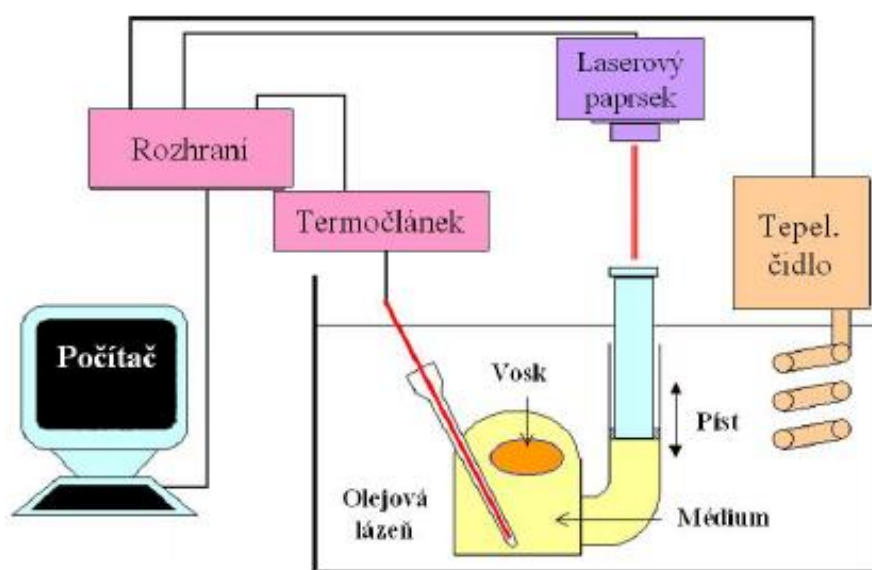 Laserový
paprsek
Rozhraní
Termočlánek
Tepel.
čidlo
Počítač
Vosk
Píst
Olejová
lázeň
Médium